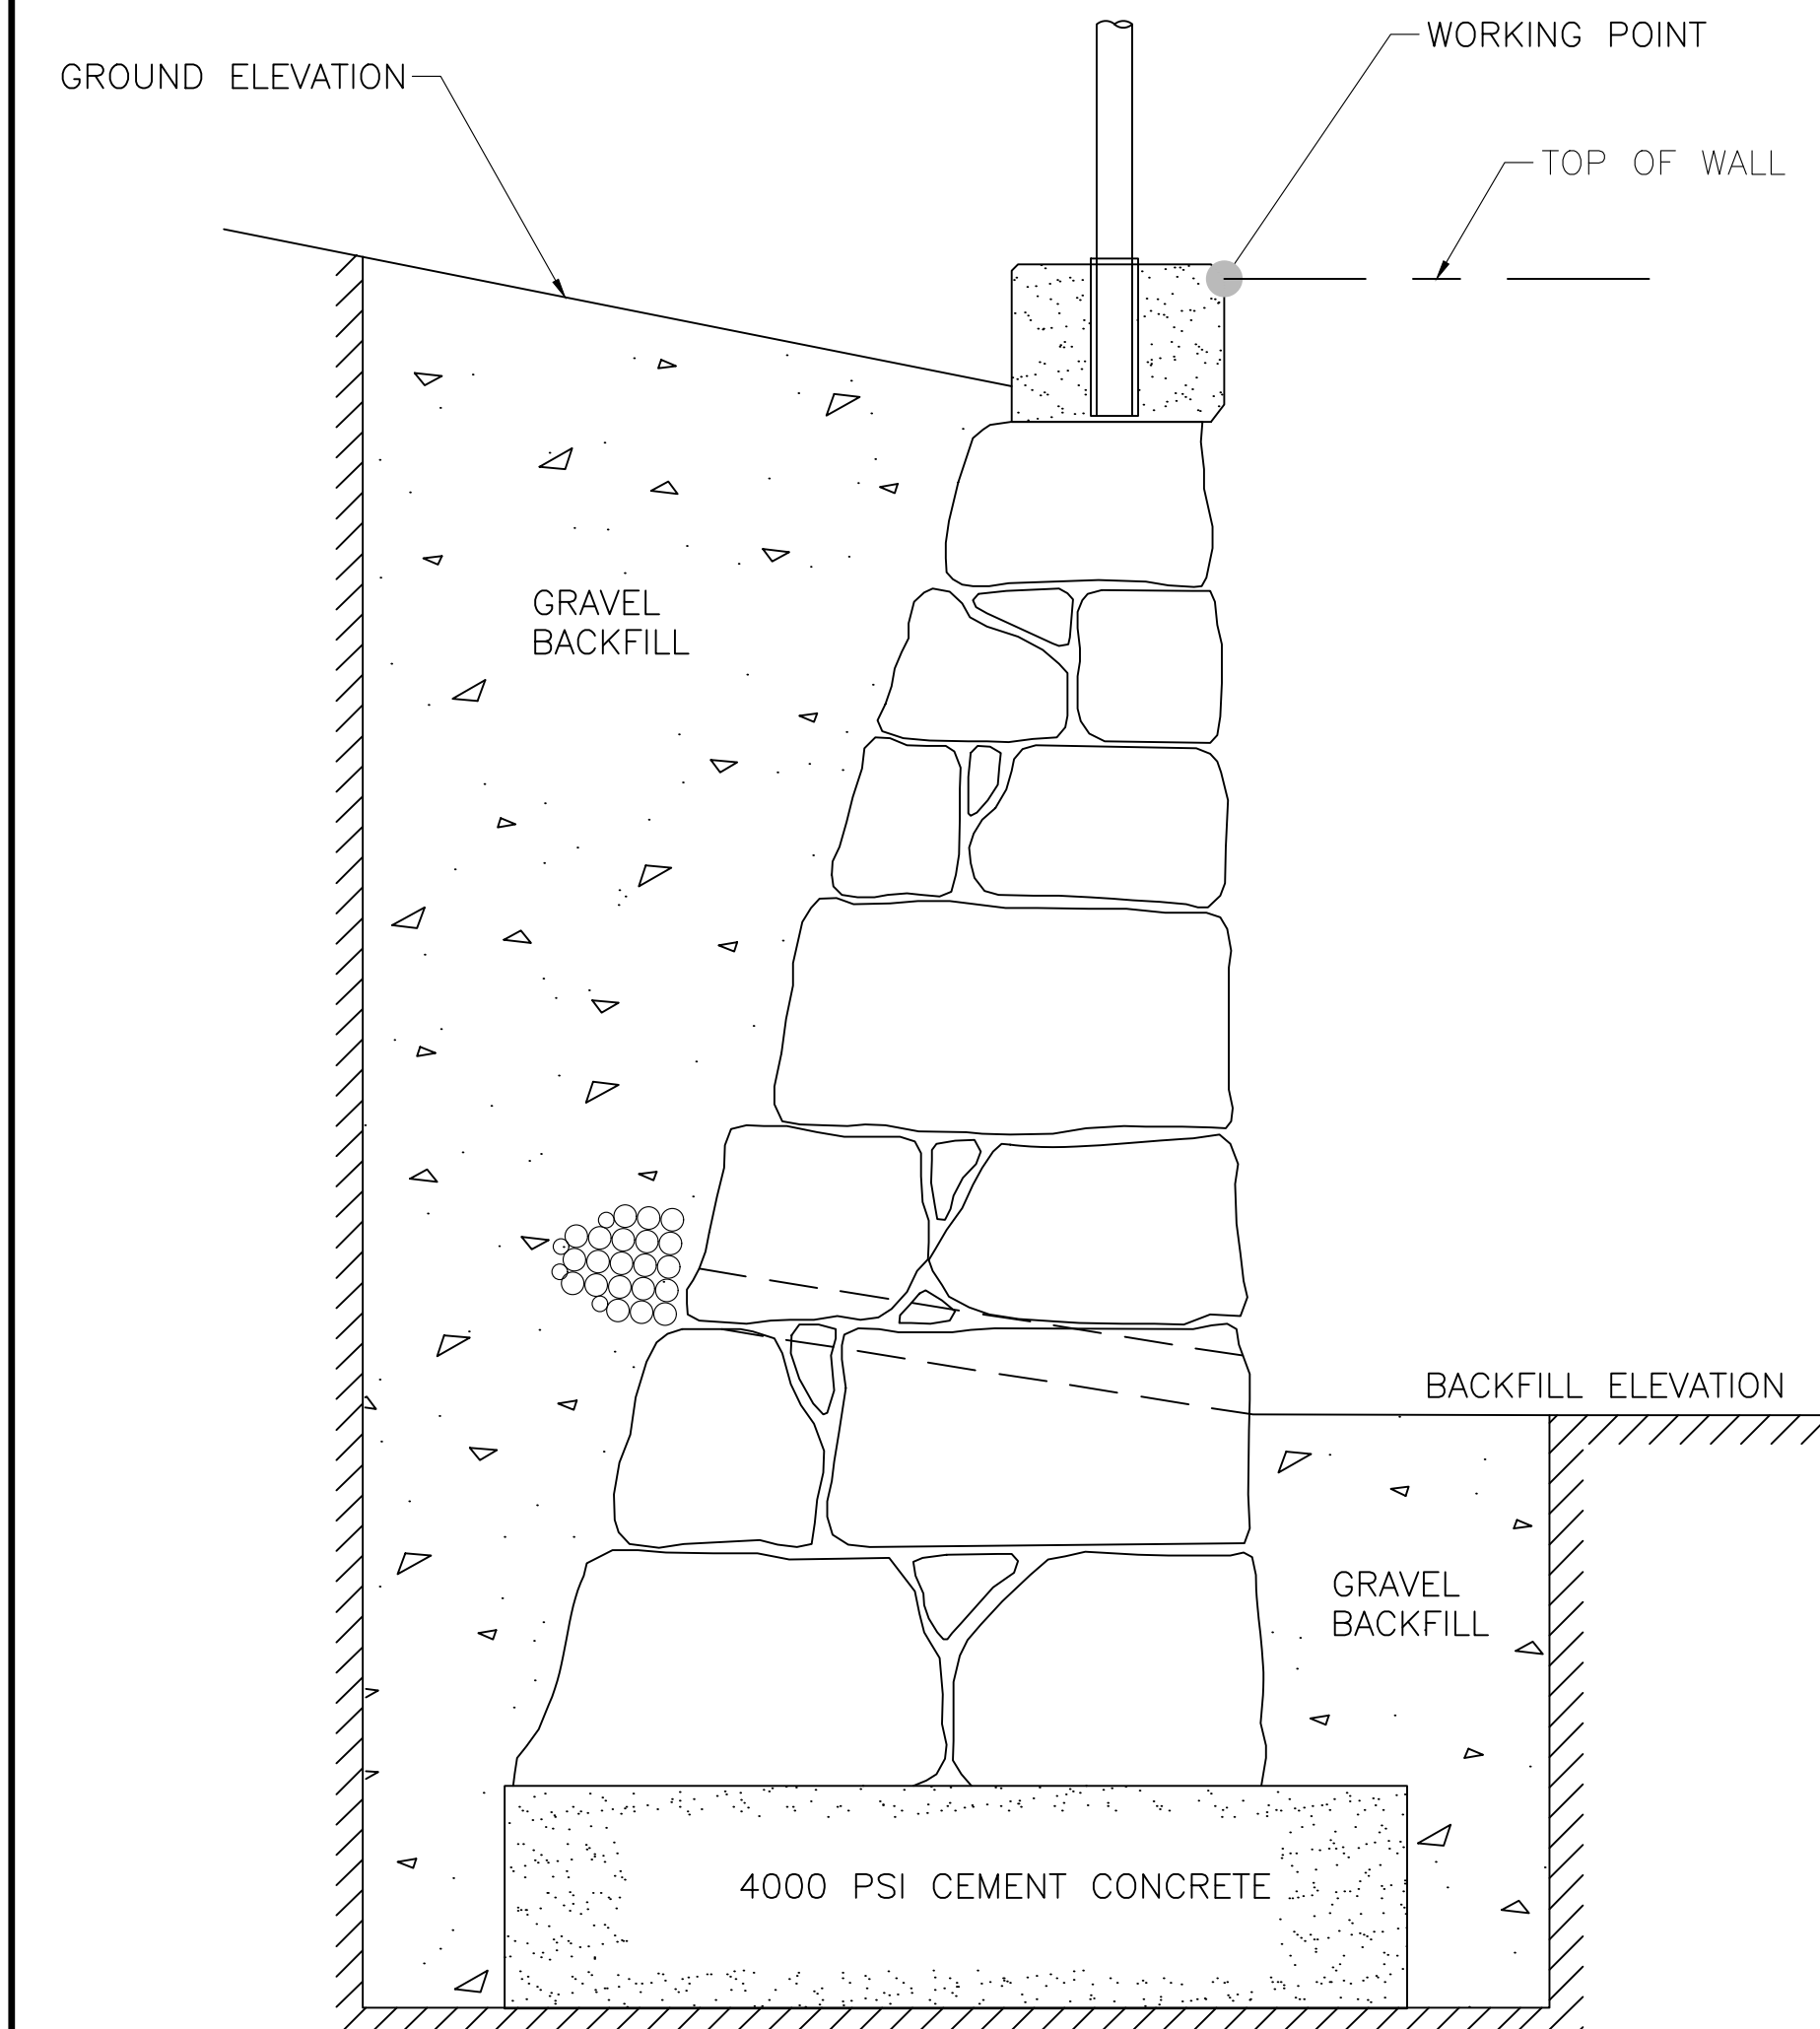 WORKING POINT
GROUND ELEVATION
TOP OF WALL
GRAVEL
BACKFILL
BACKFILL ELEVATION
GRAVEL
BACKFILL
4000 PSI CEMENT CONCRETE